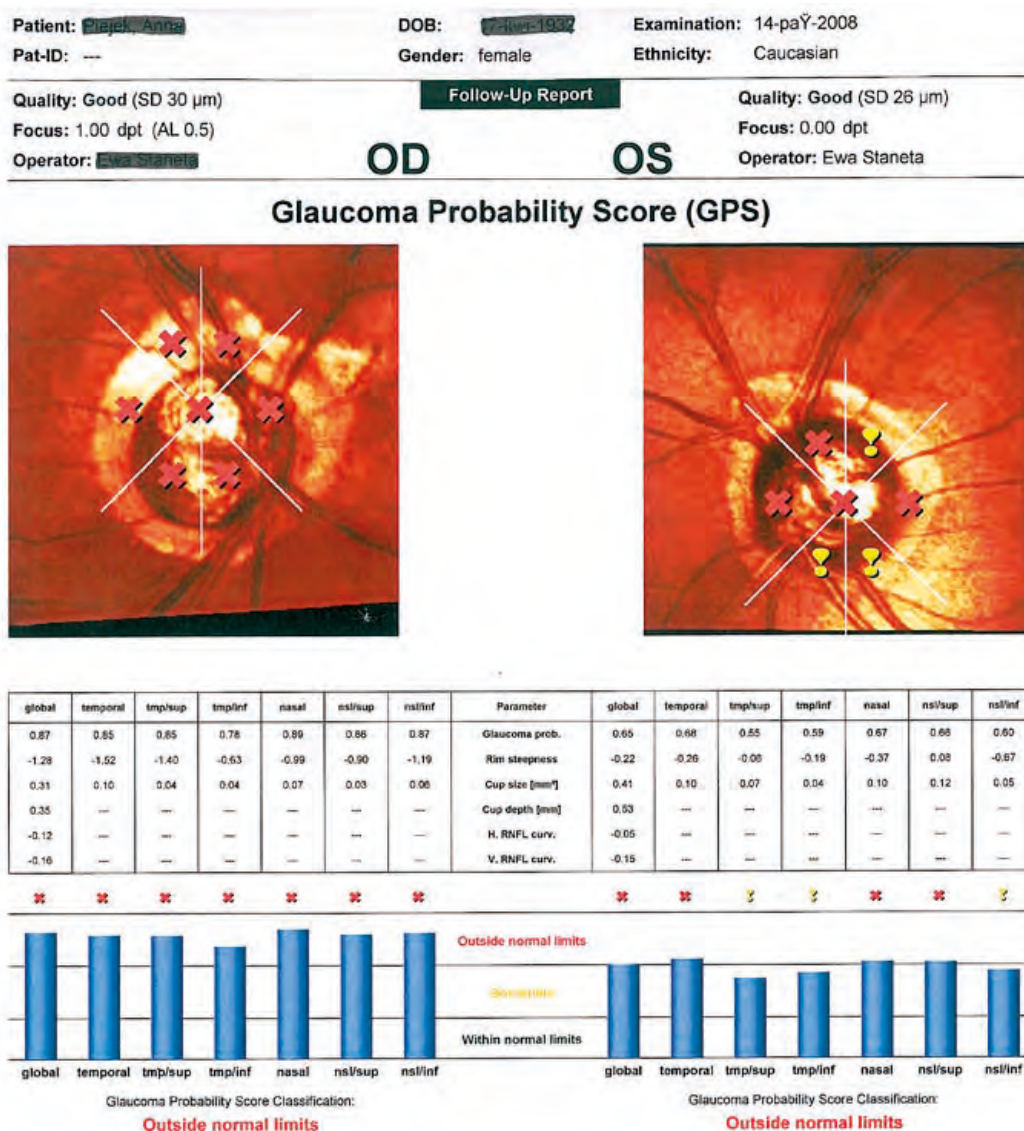 Patient: DOB: Examination: 14-paŸ-2008
Pat-ID: --- Gender: female Ethnicity: Caucasian
Quality: Good (SD 30 µm) Follow-Up Report Quality: Good (SD 26 µm)
Focus: 1.00 dpt (AL 0.5) Focus: 0.00 dpt
Operator: OD OS Operator: Ewa Staneta
Glaucoma Probability Score (GPS)
global temporal tmp/sup tmp/inf nasal nsl/sup nsl/inf Parameter global temporal tmp/sup tmp/inf nasal nsl/sup nsl/inf
0.87 0.85 0.85 0.78 0.89 0.86 0.87 Glaucoma prob. 0.65 0.68 0.55 0.59 0.67 0.66 0.60
-1.28 -1.52 -1.40 -0.63 -0.99 -0.90 -1.19 Rim steepness -0.22 -0.26 -0.06 -0.19 -0.37 0.08 -0.67
0.31 0.10 0.04 0.04 0.07 0.03 0.06 Cup size [mm²] 0.41 0.10 0.07 0.04 0.10 0.12 0.05
0.35 --- --- --- --- --- --- Cup depth [mm] 0.53 --- --- --- --- --- ---
-0.12 --- --- --- --- --- --- H. RNFL curv. -0.05 --- --- --- --- --- ---
-0.16 --- --- --- --- --- --- V. RNFL curv. -0.15 --- --- --- --- --- ---
Outside normal limits
Borderline
Within normal limits
global temporal tmp/sup tmp/inf nasal nsl/sup nsl/inf global temporal tmp/sup tmp/inf nasal nsl/sup nsl/inf
Glaucoma Probability Score Classification: Glaucoma Probability Score Classification:
Outside normal limits Outside normal limits